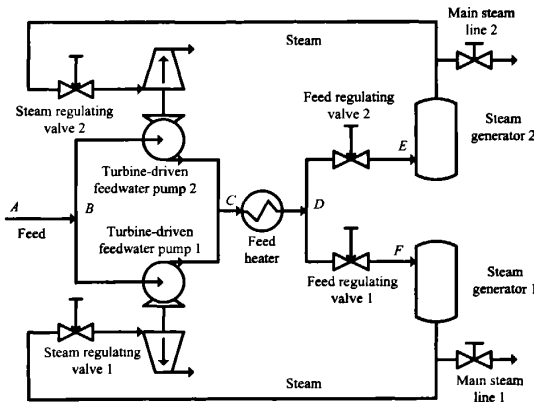 Main steam
line 2
Steam
Steam regulating
valve 2
Feed regulating
valve 2
Steam
generator 2
E
Turbine-driven
feedwater pump 2
A
B
C
D
Feed
Turbine-driven
feedwater pump 1
Feed
heater
F
Feed regulating
valve 1
Steam
generator 1
Steam regulating
valve 1
Steam
Main steam
line 1